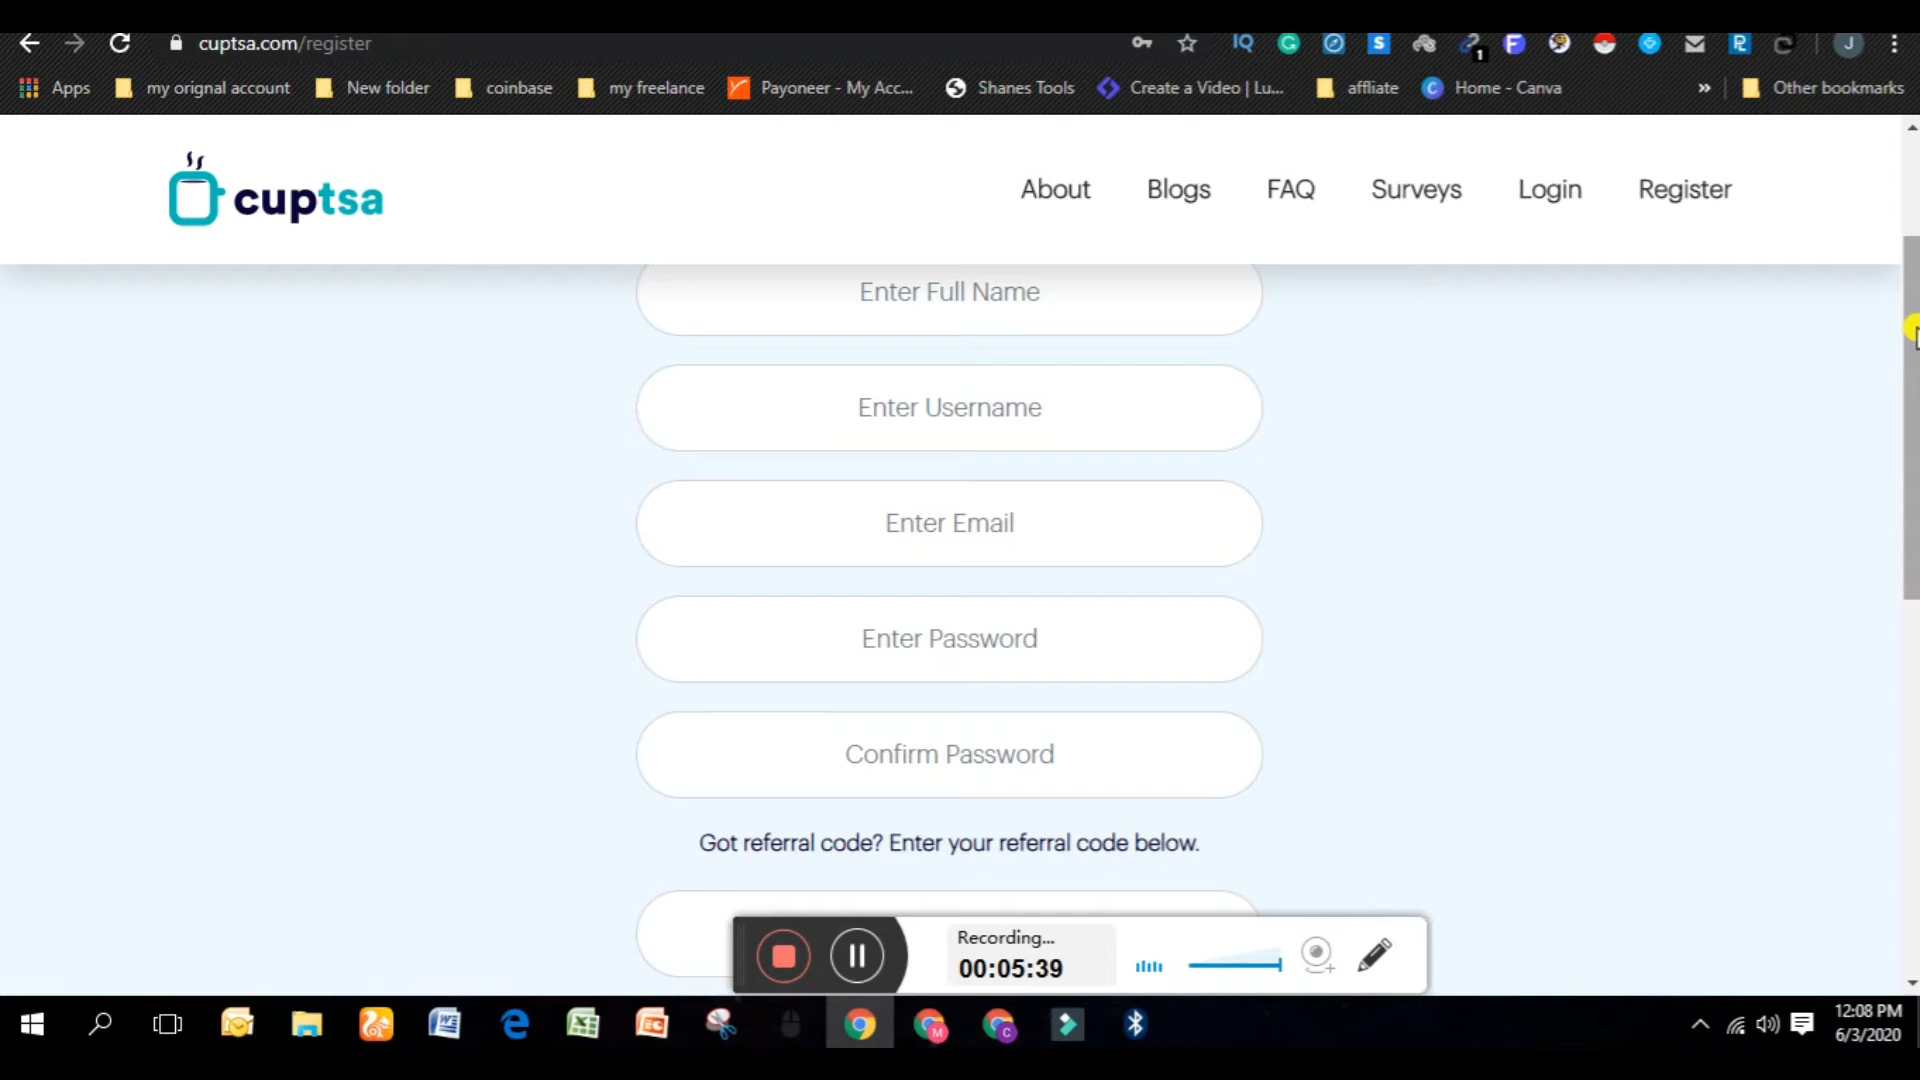 cuptsa.com/register
IQ
1
J
Apps
my orignal account
New folder
coinbase
my freelance
Payoneer - My Acc...
Shanes Tools
Create a Video | Lu...
affliate
Home - Canva
»
Other bookmarks
cuptsa
About
Blogs
FAQ
Surveys
Login
Register
Enter Full Name
Enter Username
Enter Email
Enter Password
Confirm Password
Got referral code? Enter your referral code below.
Recording...
00:05:39
12:08 PM
6/3/2020